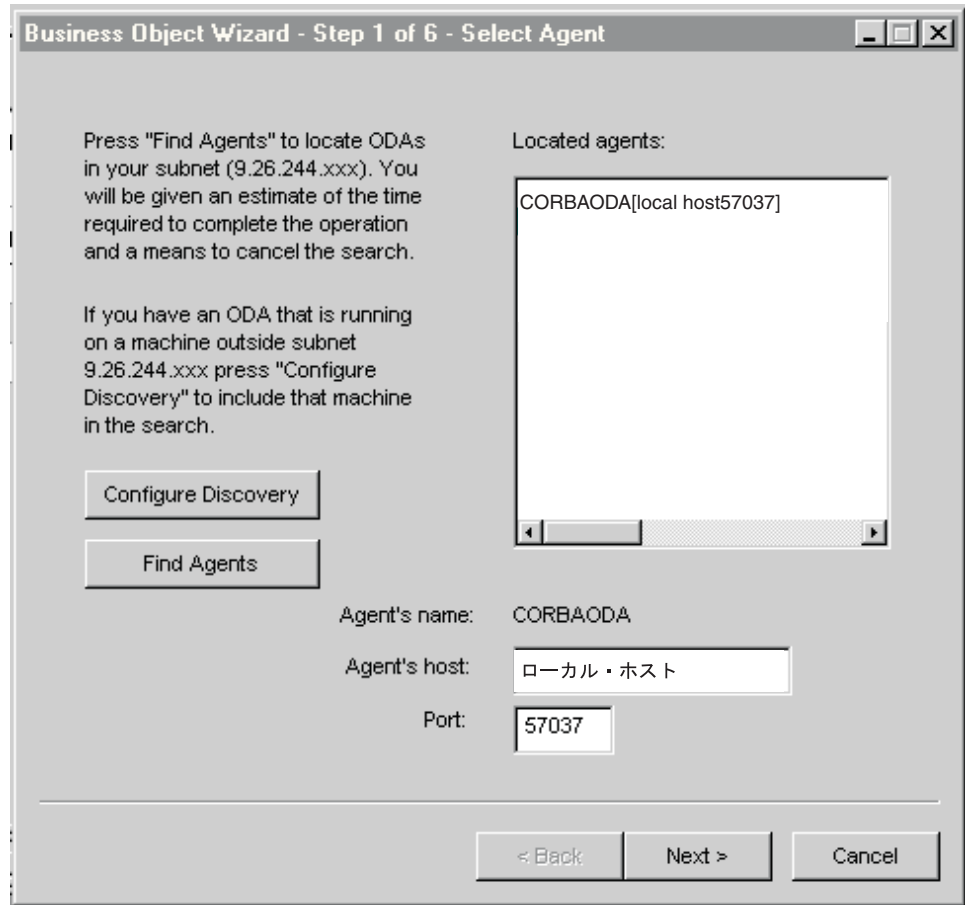 Business Object Wizard - Step 1 of 6 - Select Agent
Press "Find Agents" to locate ODAs
in your subnet (9.26.244.xxx). You
will be given an estimate of the time
required to complete the operation
and a means to cancel the search.
If you have an ODA that is running
on a machine outside subnet
9.26.244.xxx press "Configure
Discovery" to include that machine
in the search.
Configure Discovery
Find Agents
Located agents:
CORBAODA[local host57037]
Agent's name: CORBAODA
Agent's host: ローカル・ホスト
Port: 57037
< Back Next > Cancel